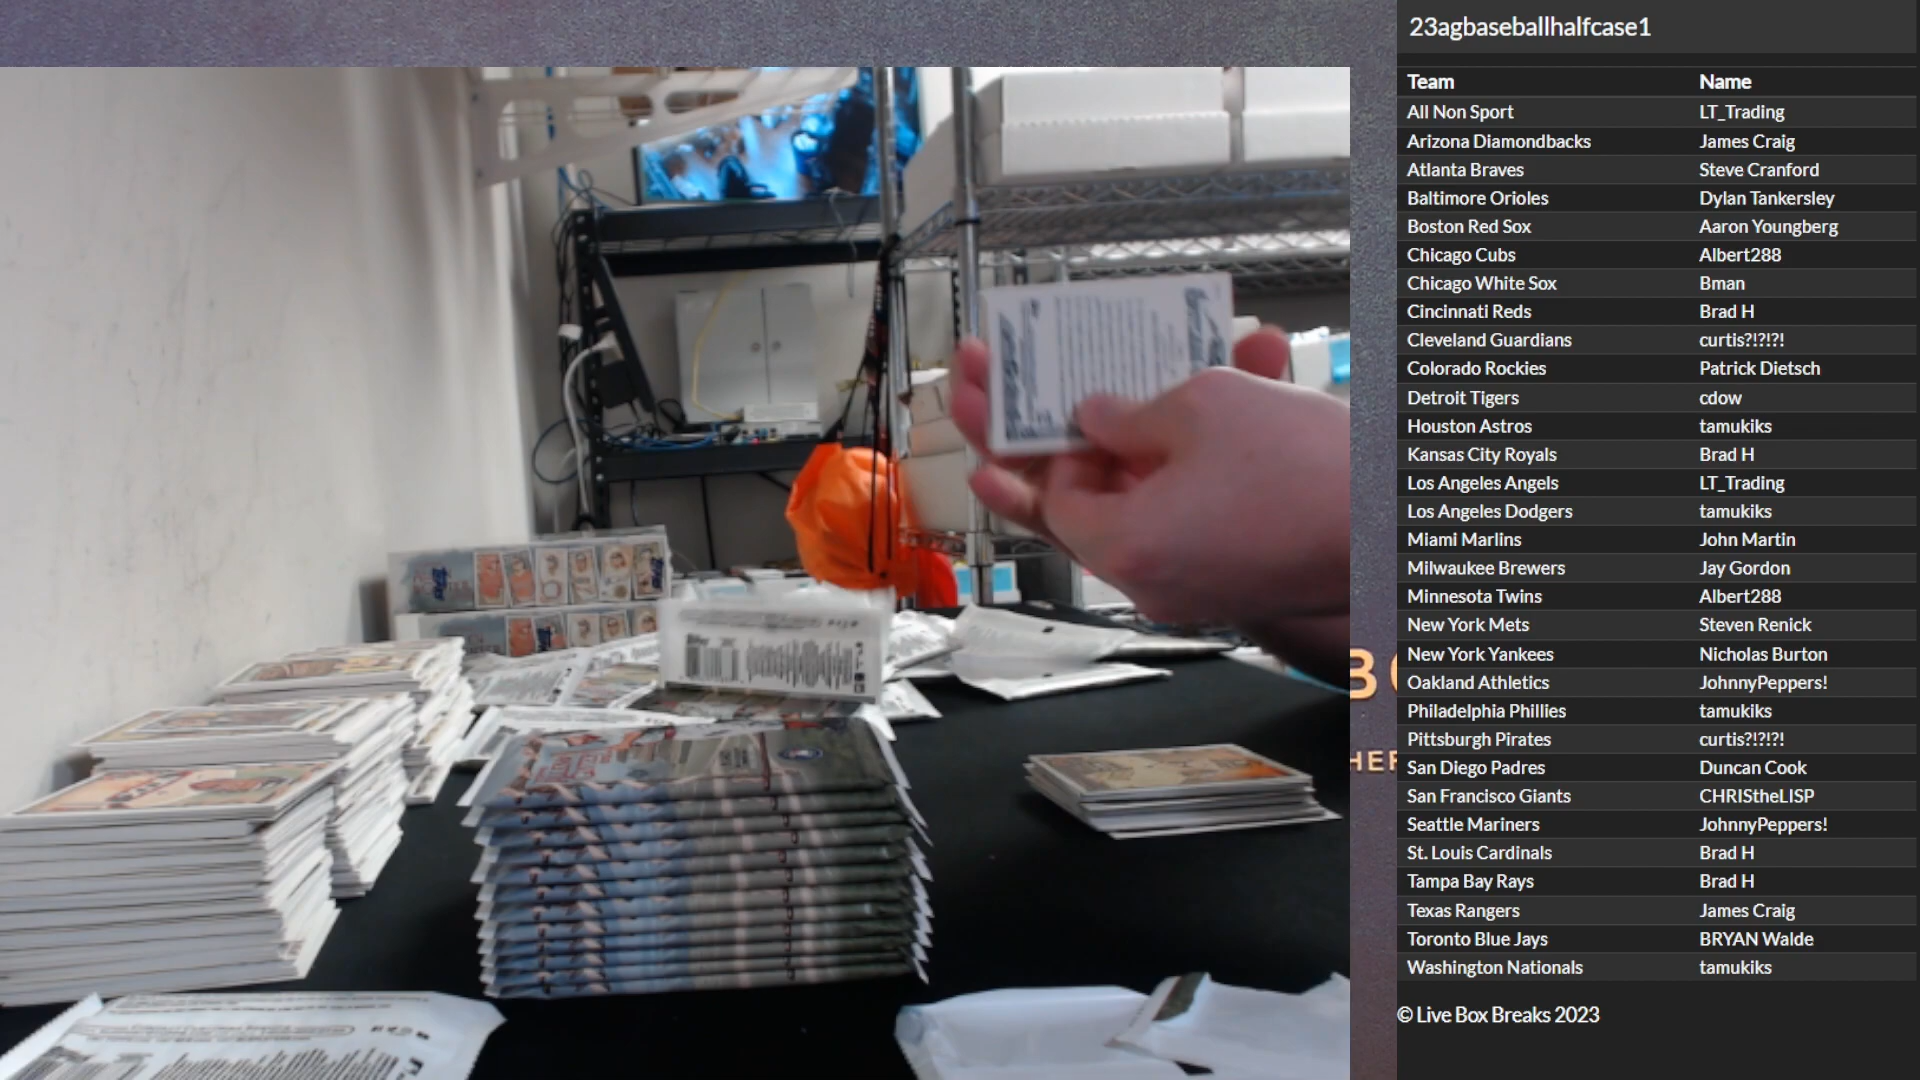 23agbaseballhalfcase1
Team Name
All Non Sport LT_Trading
Arizona Diamondbacks James Craig
Atlanta Braves Steve Cranford
Baltimore Orioles Dylan Tankersley
Boston Red Sox Aaron Youngberg
Chicago Cubs Albert288
Chicago White Sox Bman
Cincinnati Reds Brad H
Cleveland Guardians curtis?!?!?!
Colorado Rockies Patrick Dietsch
Detroit Tigers cdow
Houston Astros tamukiks
Kansas City Royals Brad H
Los Angeles Angels LT_Trading
Los Angeles Dodgers tamukiks
Miami Marlins John Martin
Milwaukee Brewers Jay Gordon
Minnesota Twins Albert288
New York Mets Steven Renick
New York Yankees Nicholas Burton
Oakland Athletics JohnnyPeppers!
Philadelphia Phillies tamukiks
Pittsburgh Pirates curtis?!?!?!
San Diego Padres Duncan Cook
San Francisco Giants CHRIStheLISP
Seattle Mariners JohnnyPeppers!
St. Louis Cardinals Brad H
Tampa Bay Rays Brad H
Texas Rangers James Craig
Toronto Blue Jays BRYAN Walde
Washington Nationals tamukiks
© Live Box Breaks 2023